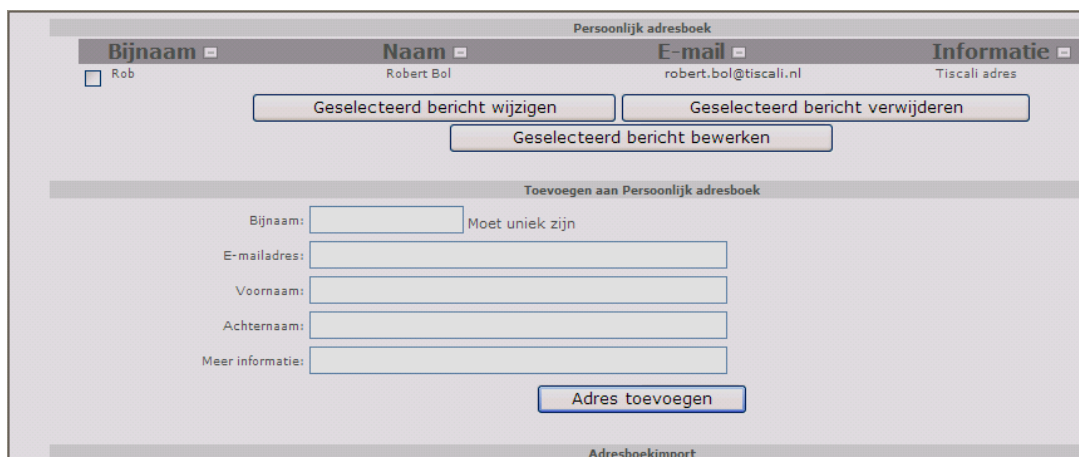 Persoonlijk adresboek
Bijnaam Naam E-mail Informatie
Rob Robert Bol robert.bol@tiscali.nl Tiscali adres
Geselecteerd bericht wijzigen Geselecteerd bericht verwijderen
Geselecteerd bericht bewerken
Toevoegen aan Persoonlijk adresboek
Bijnaam: Moet uniek zijn
E-mailadres:
Voornaam:
Achternaam:
Meer informatie:
Adres toevoegen
Adresboekimport